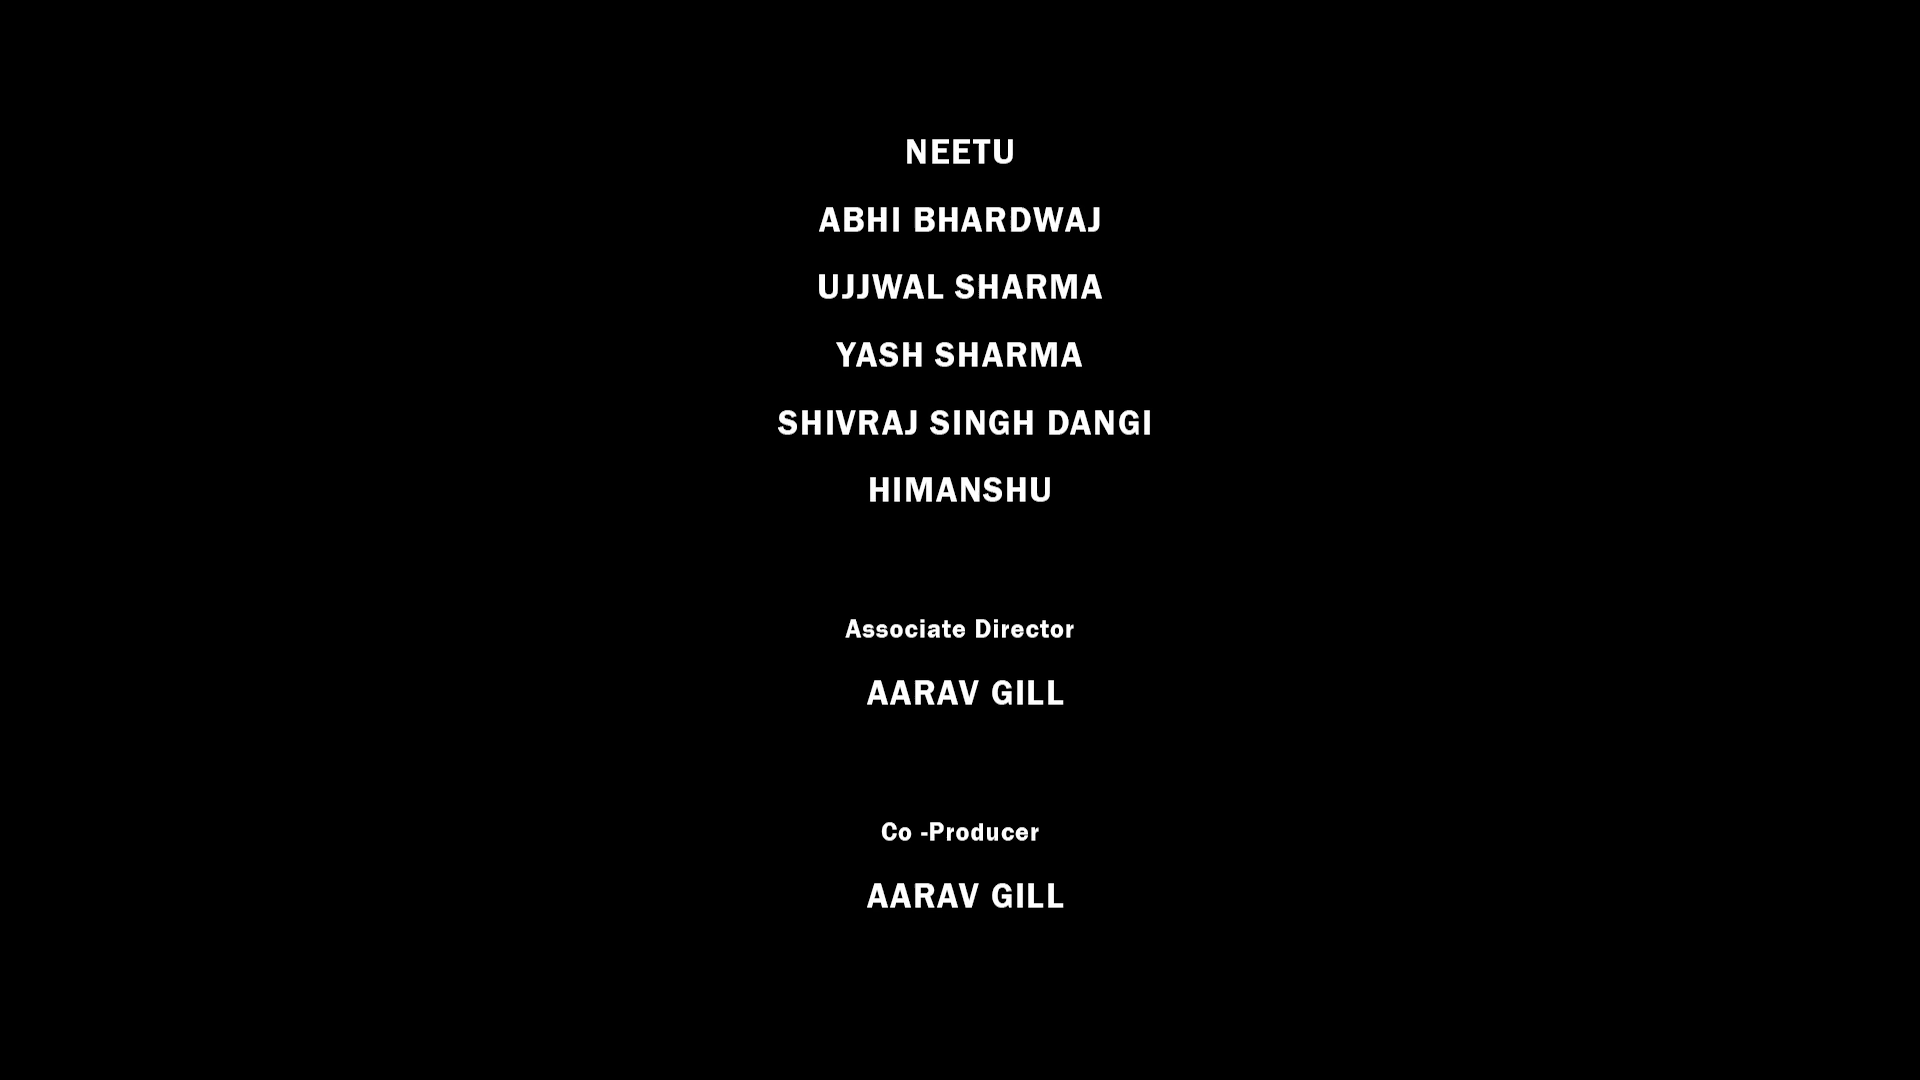 NEETU
ABHI BHARDWAJ
UJJWAL SHARMA
YASH SHARMA
SHIVRAJ SINGH DANGI
HIMANSHU
Associate Director
AARAV GILL
Co -Producer
AARAV GILL